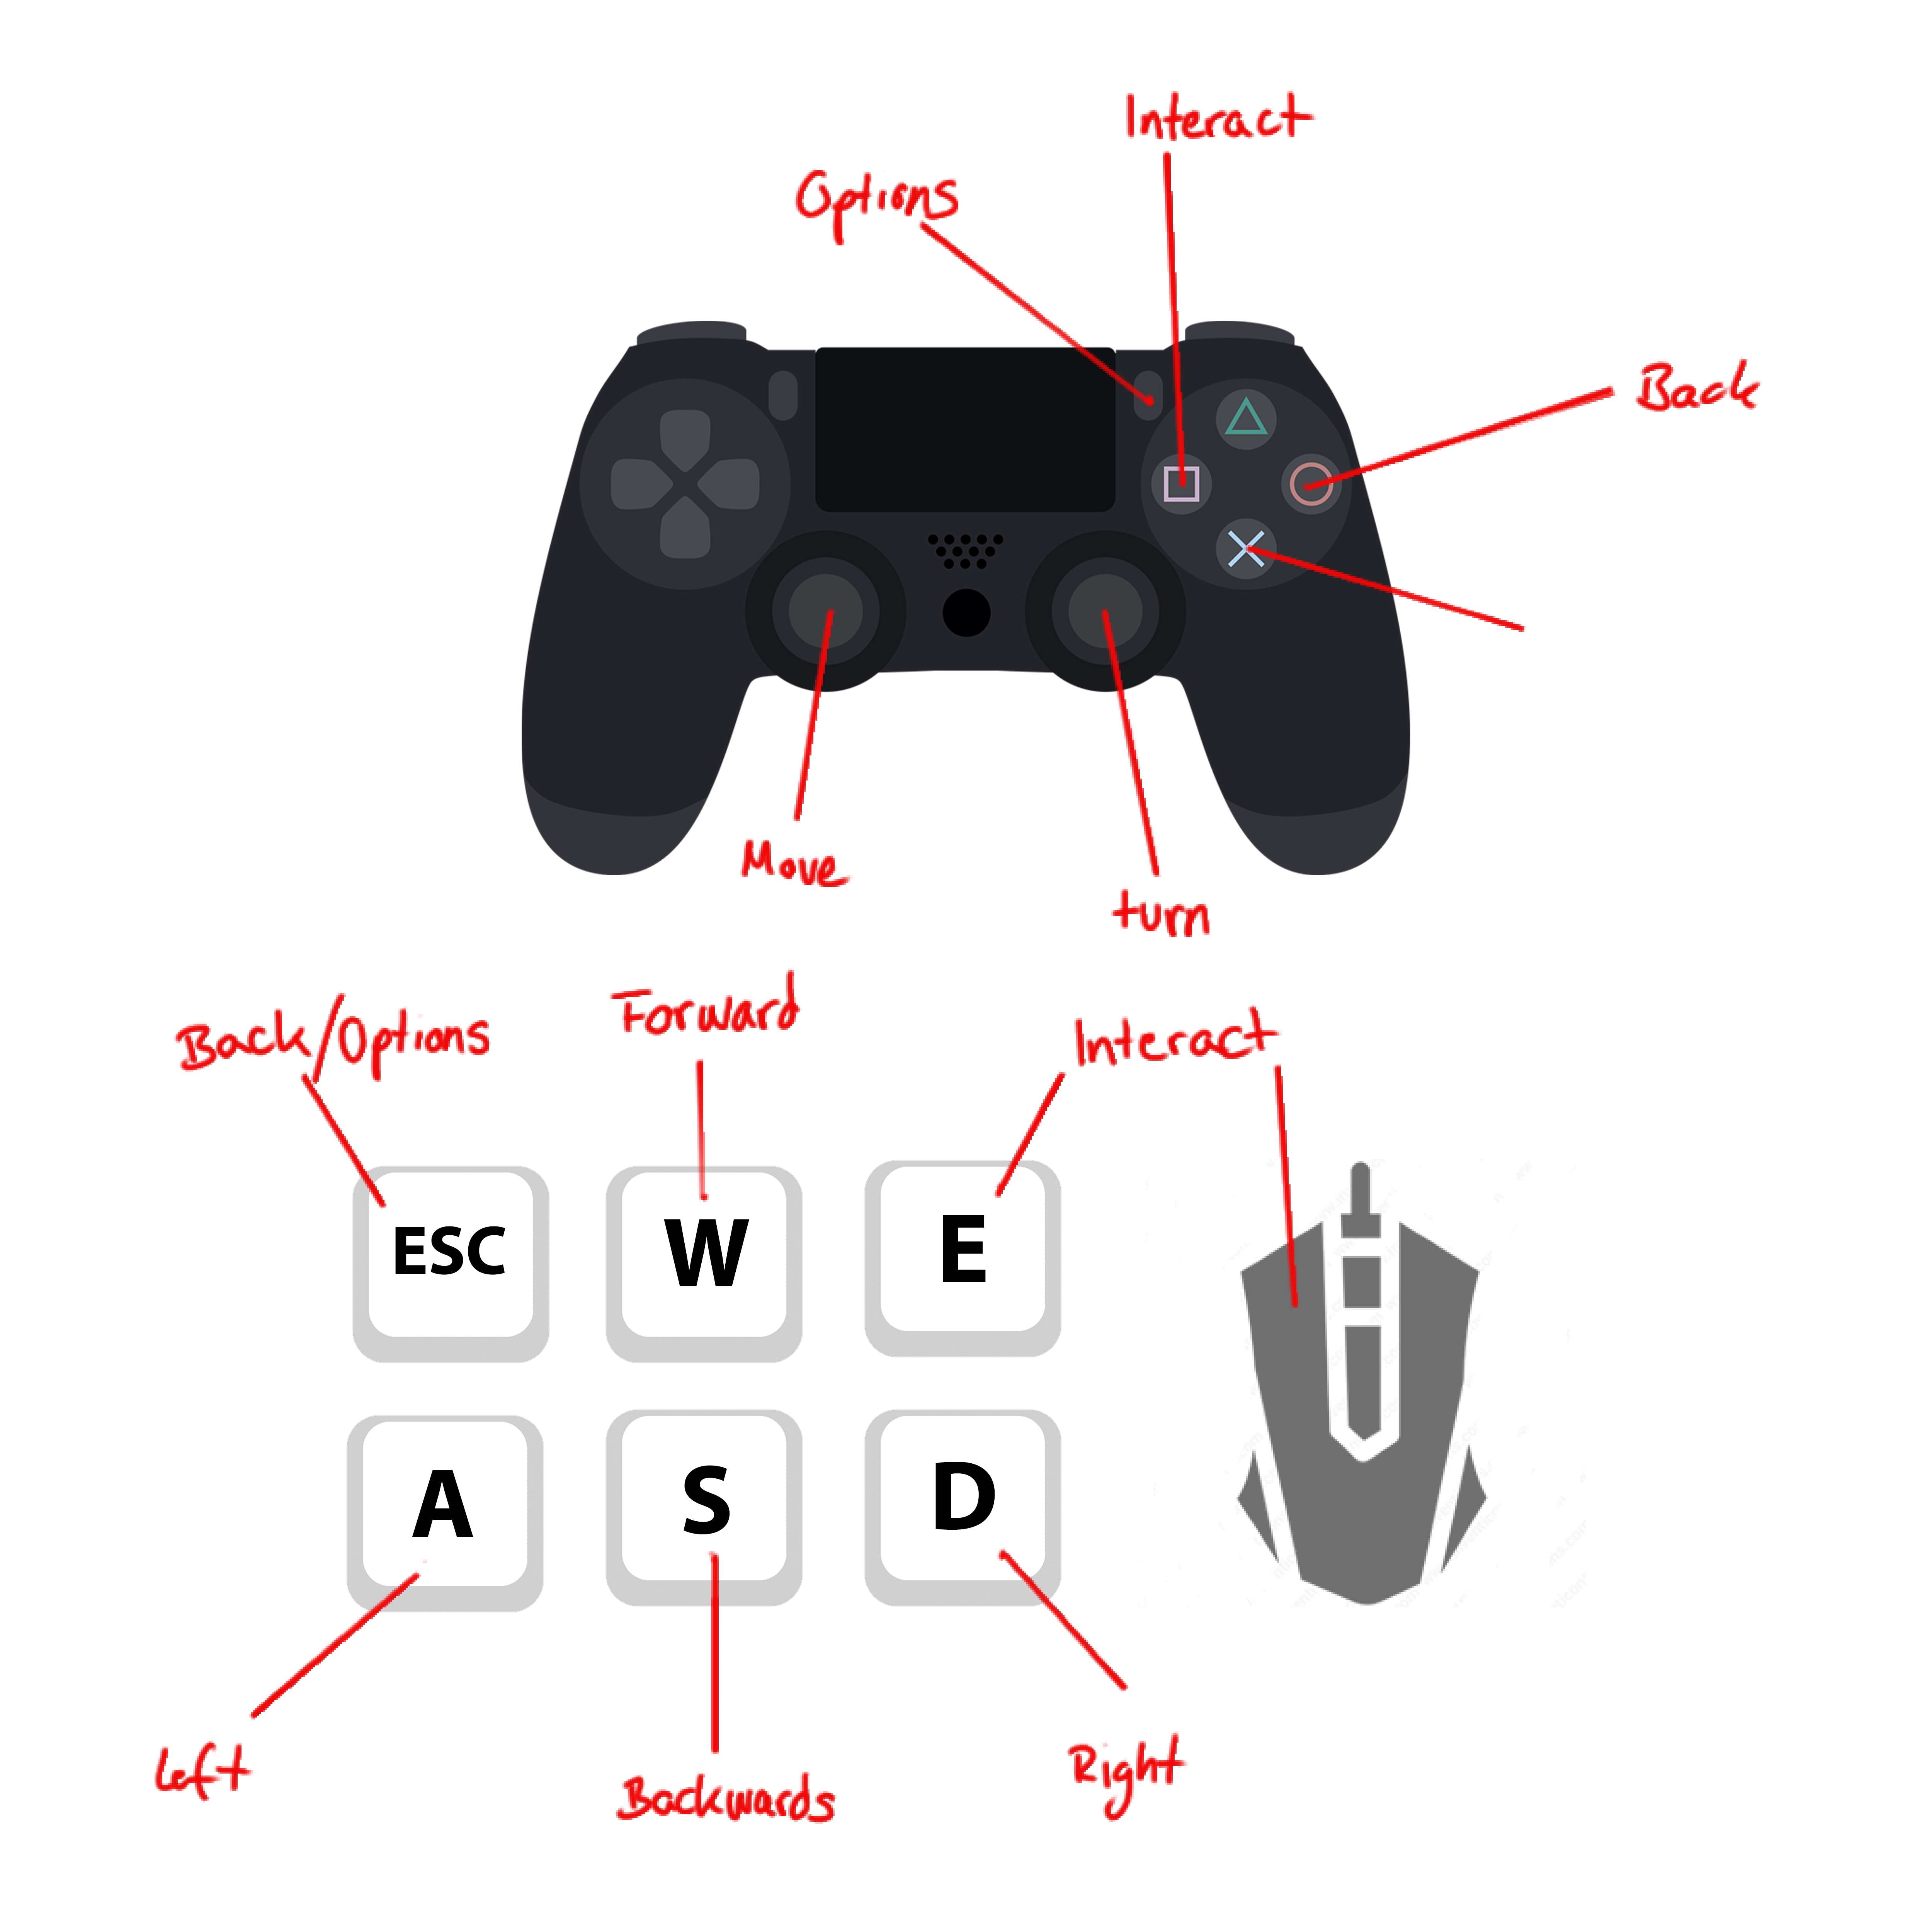 Interact
Options
Back
Move
turn
Back/Options
Forward
Interact
ESC
W
E
A
S
D
Left
Backwards
Right